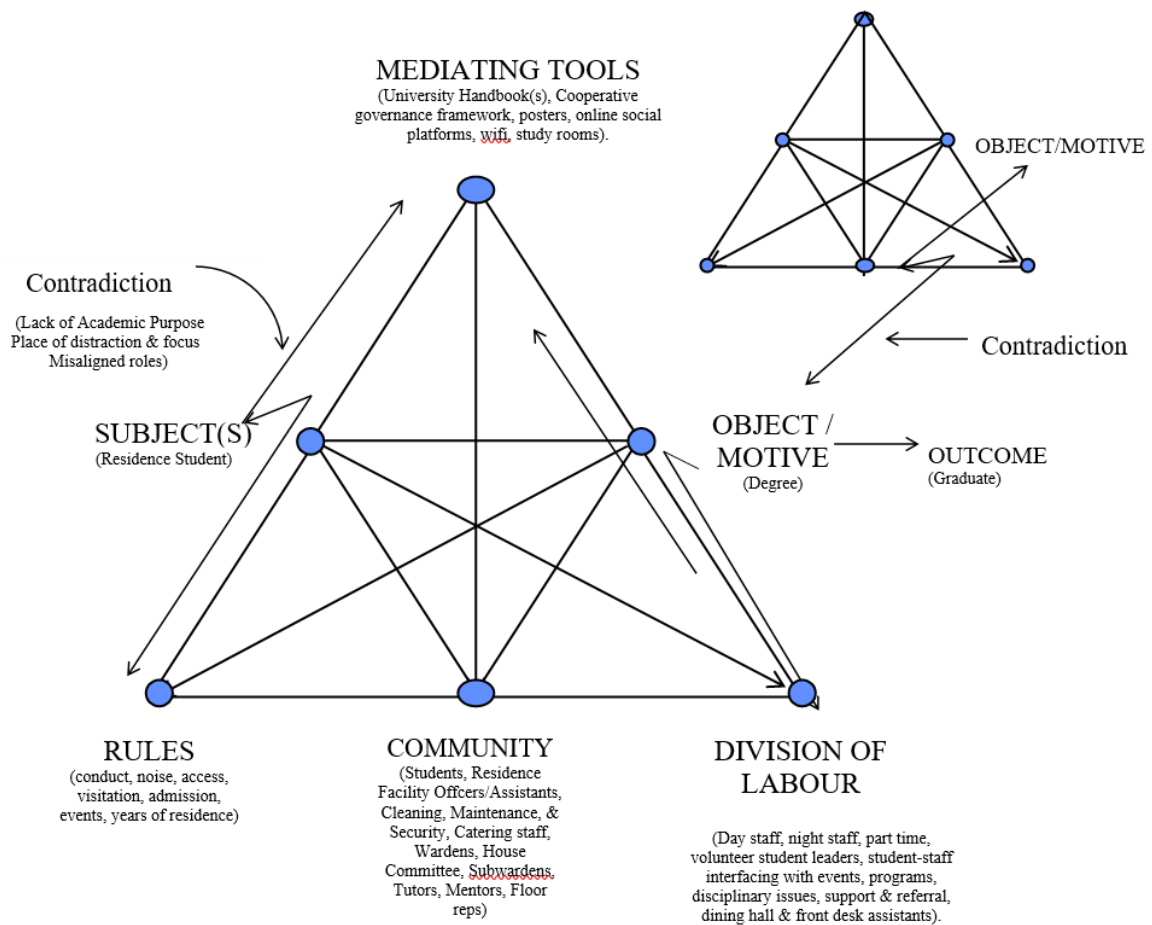 MEDIATING TOOLS
(University Handbook(s), Cooperative
governance framework, posters, online social
platforms, wifi, study rooms).
OBJECT/MOTIVE
Contradiction
(Lack of Academic Purpose
Place of distraction & focus
Misaligned roles)
Contradiction
SUBJECT(S)
(Residence Student)
OBJECT /
MOTIVE
(Degree)
OUTCOME
(Graduate)
RULES
(conduct, noise, access,
visitation, admission,
events, years of residence)
COMMUNITY
(Students, Residence
Facility Offcers/Assistants,
Cleaning, Maintenance, &
Security, Catering staff,
Wardens, House
Committee, Subwardens,
Tutors, Mentors, Floor
reps)
DIVISION OF
LABOUR
(Day staff, night staff, part time,
volunteer student leaders, student-staff
interfacing with events, programs,
disciplinary issues, support & referral,
dining hall & front desk assistants).